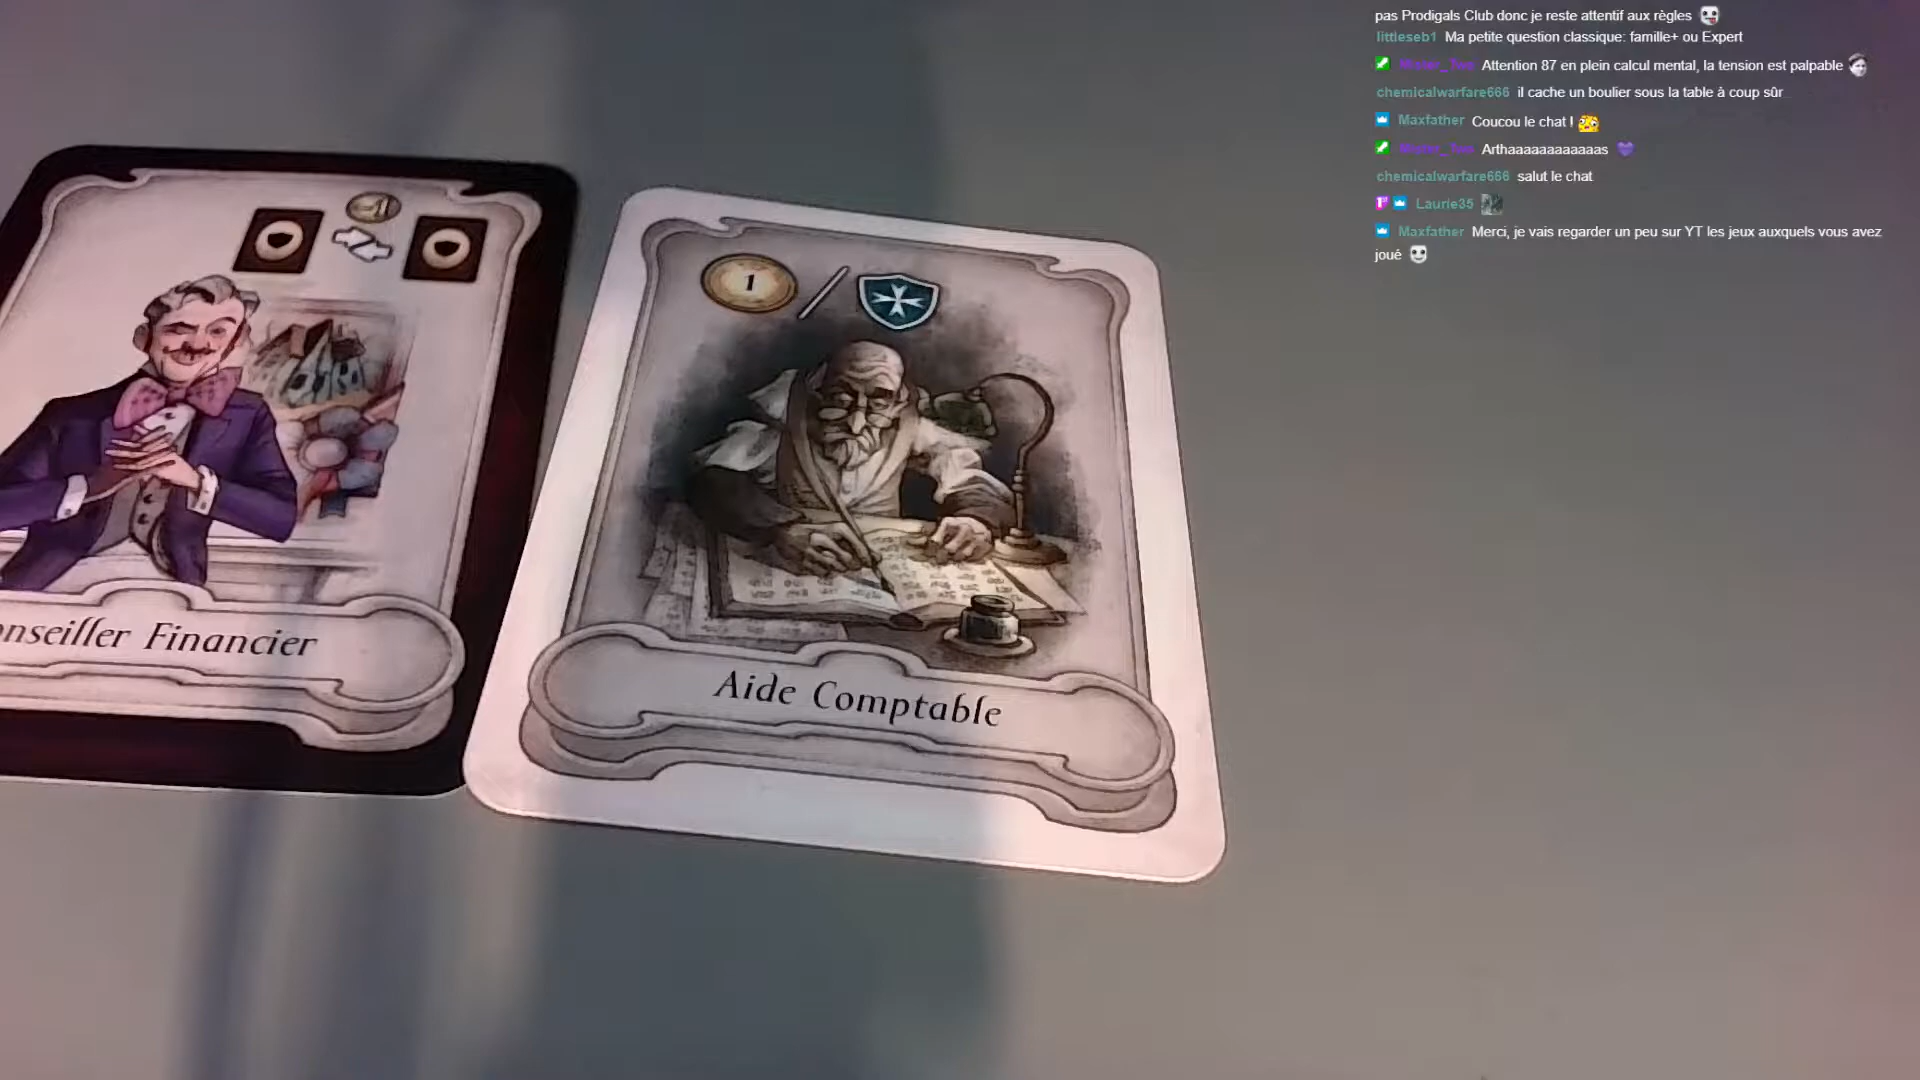 pas Prodigals Club donc je reste attentif aux règles
littleseb1 Ma petite question classique: famille+ ou Expert
Attention 87 en plein calcul mental, la tension est palpable
chemicalwarfare666 il cache un boulier sous la table à coup sûr
Maxfather Coucou le chat !
Arthaaaaaaaaaaaas
chemicalwarfare666 salut le chat
Laurie35
Maxfather Merci, je vais regarder un peu sur YT les jeux auxquels vous avez
joué
-1
1
Financier
Aide Comptable